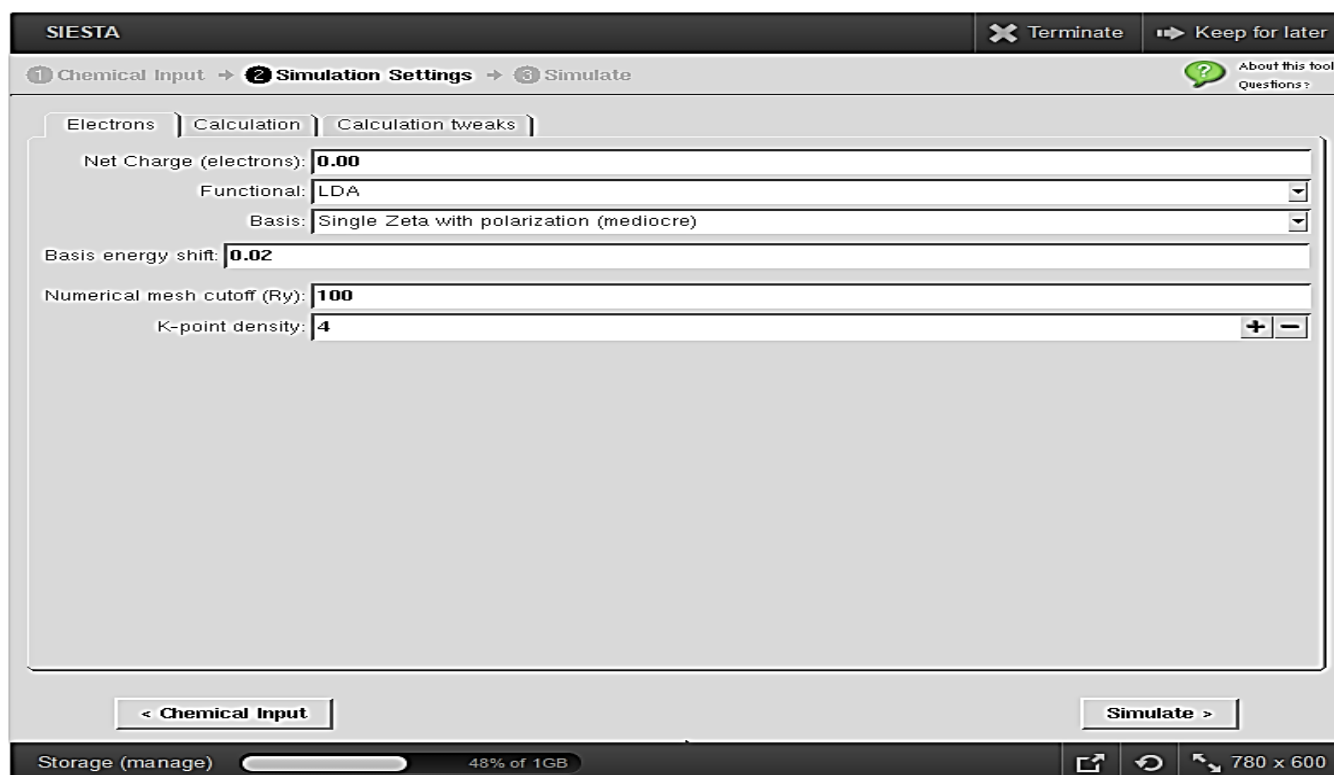 SIESTA
Terminate
Keep for later
1 Chemical Input → 2 Simulation Settings → 3 Simulate
?
About this tool
Questions?
Electrons
Calculation
Calculation tweaks
Net Charge (electrons): 0.00
Functional: LDA
Basis: Single Zeta with polarization (mediocre)
Basis energy shift: 0.02
Numerical mesh cutoff (Ry): 100
K-point density: 4
+ −
< Chemical Input
Simulate >
Storage (manage)
48% of 1GB
780 x 600